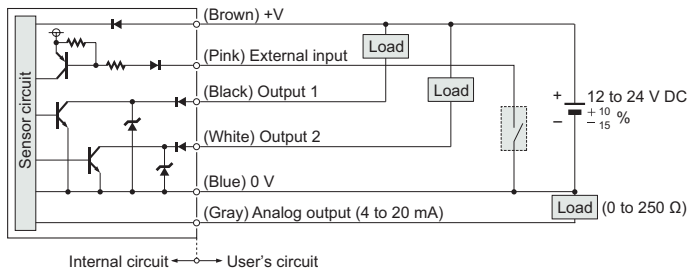 (Brown) +V
(Pink) External input
Load
(Black) Output 1
Load
+ 12 to 24 V DC
+ 10
− − 15 %
(White) Output 2
Sensor circuit
(Blue) 0 V
Load (0 to 250 Ω)
(Gray) Analog output (4 to 20 mA)
Internal circuit User's circuit